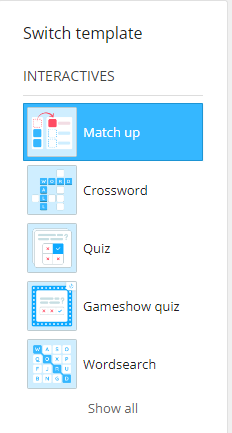 Switch template
INTERACTIVES
Match up
Crossword
Quiz
Gameshow quiz
Wordsearch
Show all